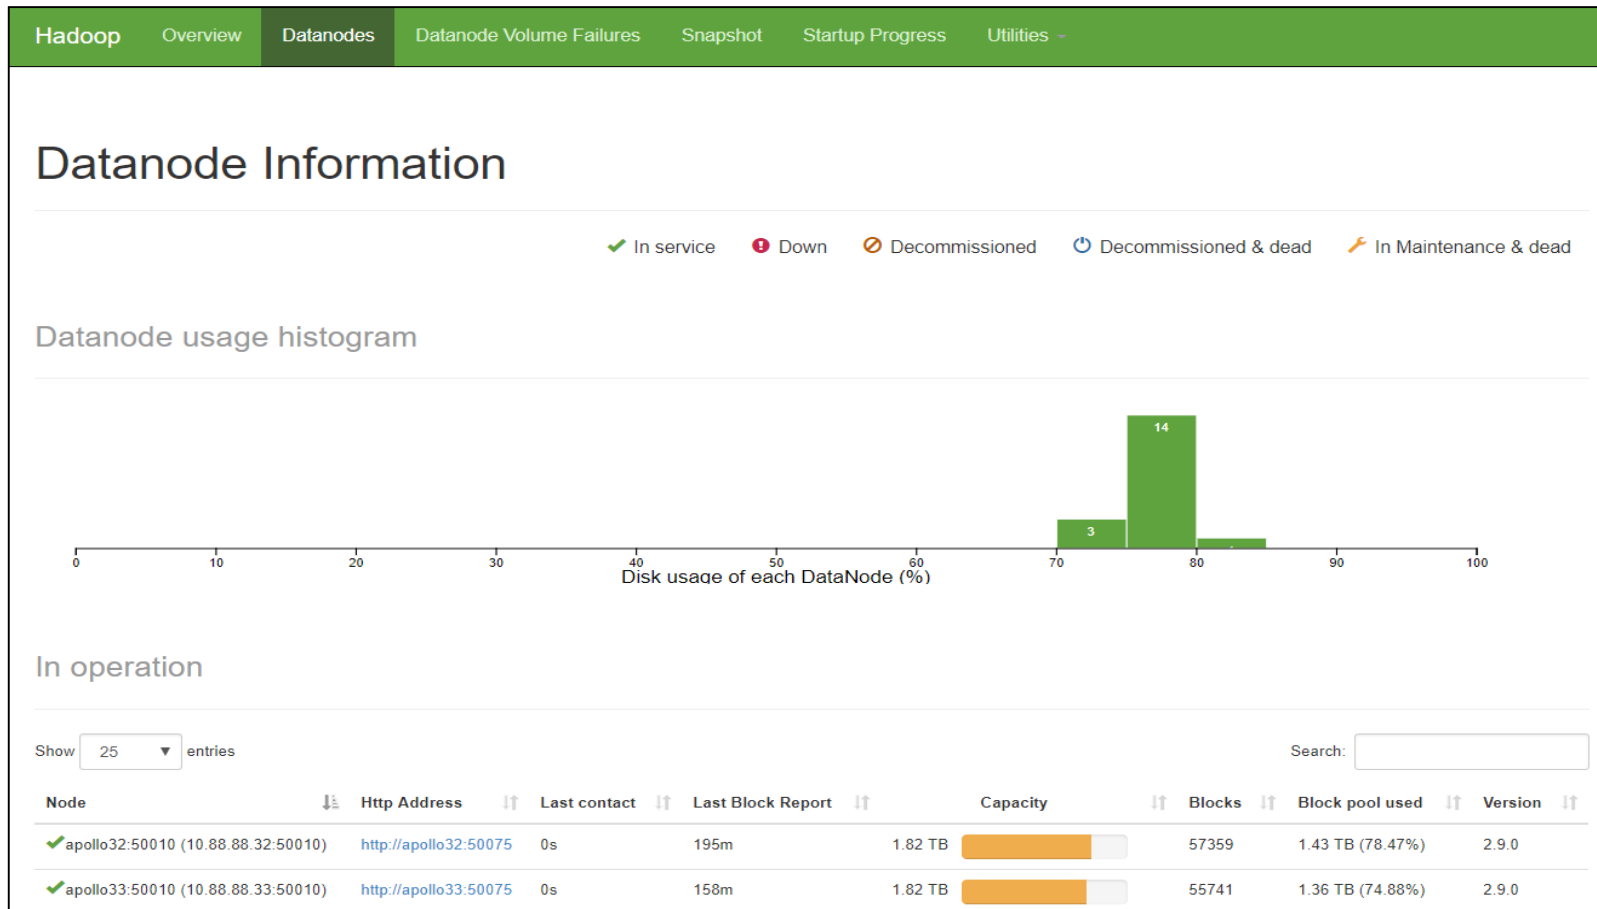 Hadoop Overview Datanodes Datanode Volume Failures Snapshot Startup Progress Utilities
Datanode Information
In service Down Decommissioned Decommissioned & dead In Maintenance & dead
Datanode usage histogram
14
3
0 10 20 30 40 50 60 70 80 90 100
Disk usage of each DataNode (%)
In operation
Show 25 entries Search:
Node Http Address Last contact Last Block Report Capacity Blocks Block pool used Version
apollo32:50010 (10.88.88.32:50010) http://apollo32:50075 0s 195m 1.82 TB 57359 1.43 TB (78.47%) 2.9.0
apollo33:50010 (10.88.88.33:50010) http://apollo33:50075 0s 158m 1.82 TB 55741 1.36 TB (74.88%) 2.9.0